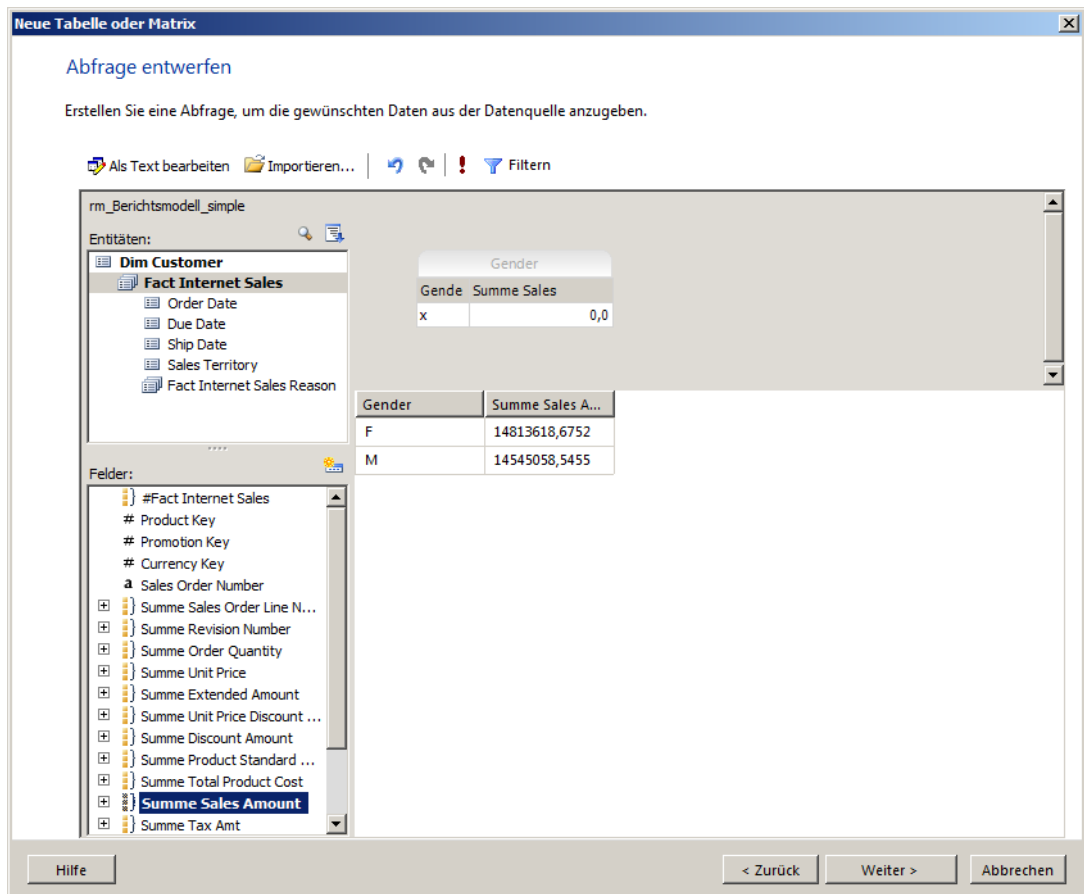 Neue Tabelle oder Matrix
Abfrage entwerfen
Erstellen Sie eine Abfrage, um die gewünschten Daten aus der Datenquelle anzugeben.
Als Text bearbeiten Importieren... Filtern
rm_Berichtsmodell_simple
Entitäten:
Dim Customer
Fact Internet Sales
Order Date
Due Date
Ship Date
Sales Territory
Fact Internet Sales Reason
Gender
Gende Summe Sales
x 0,0
Gender Summe Sales A...
F 14813618,6752
M 14545058,5455
Felder:
#Fact Internet Sales
# Product Key
# Promotion Key
# Currency Key
a Sales Order Number
Summe Sales Order Line N...
Summe Revision Number
Summe Order Quantity
Summe Unit Price
Summe Extended Amount
Summe Unit Price Discount ...
Summe Discount Amount
Summe Product Standard ...
Summe Total Product Cost
Summe Sales Amount
Summe Tax Amt
Hilfe < Zurück Weiter > Abbrechen